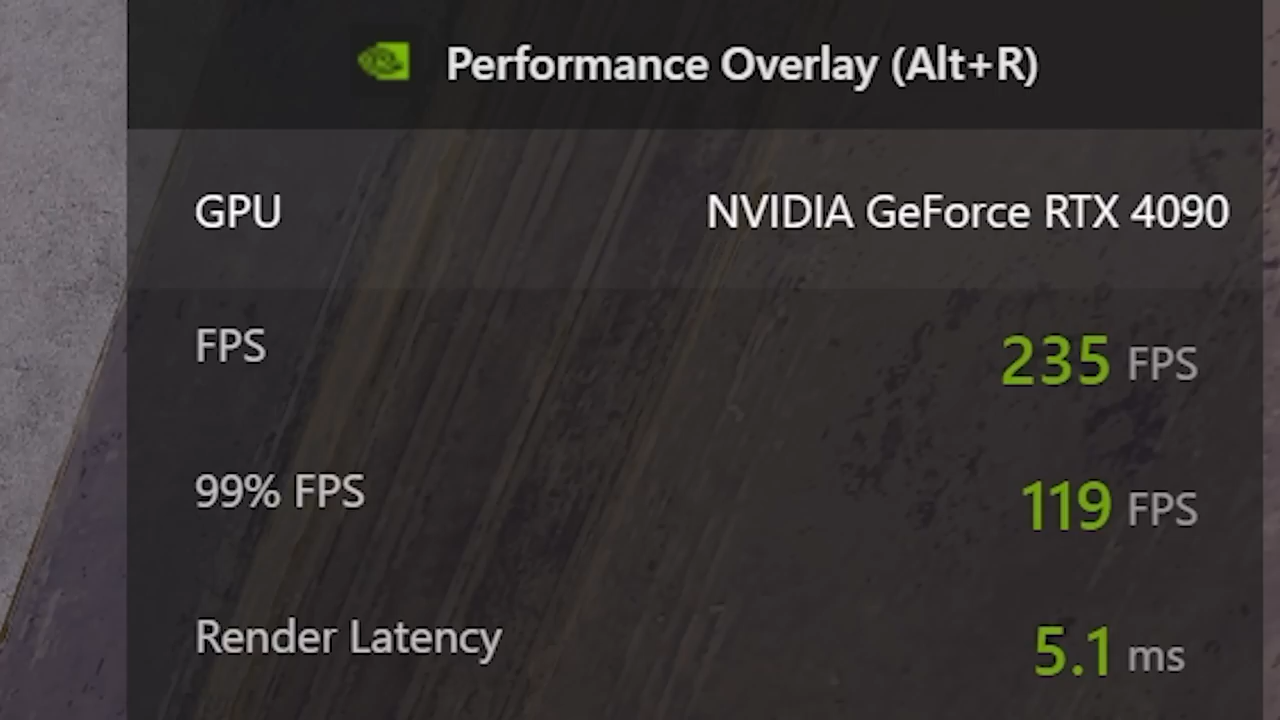 Performance Overlay (Alt+R)
GPU NVIDIA GeForce RTX 4090
FPS 235 FPS
99% FPS 119 FPS
Render Latency 5.1 ms